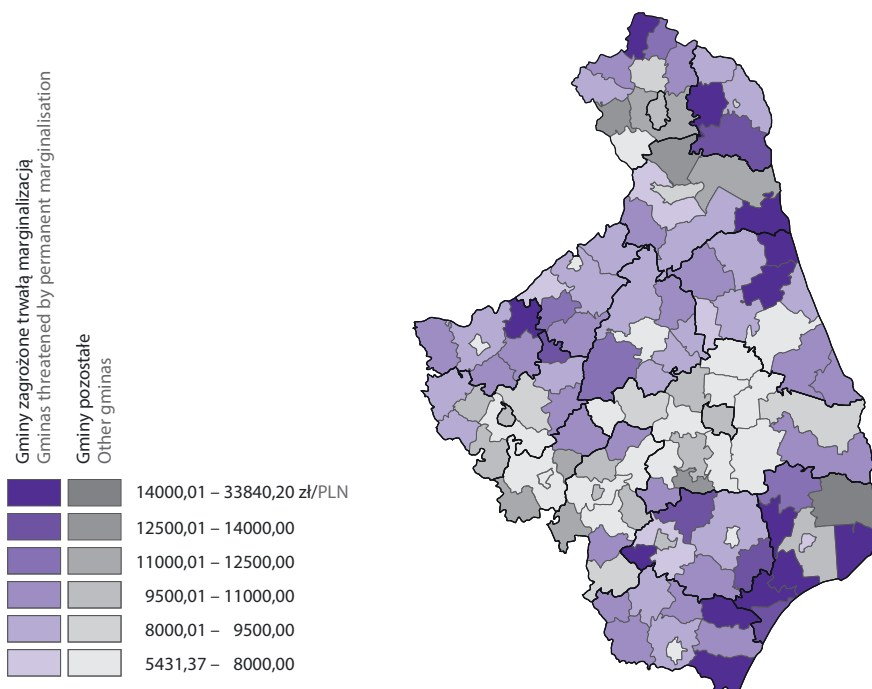 Gminy zagrożone trwałą marginalizacją
Gminas threatened by permanent marginalisation
Gminy pozostałe
Other gminas
14000,01 – 33840,20 zł/PLN
12500,01 – 14000,00
11000,01 – 12500,00
9500,01 – 11000,00
8000,01 – 9500,00
5431,37 – 8000,00